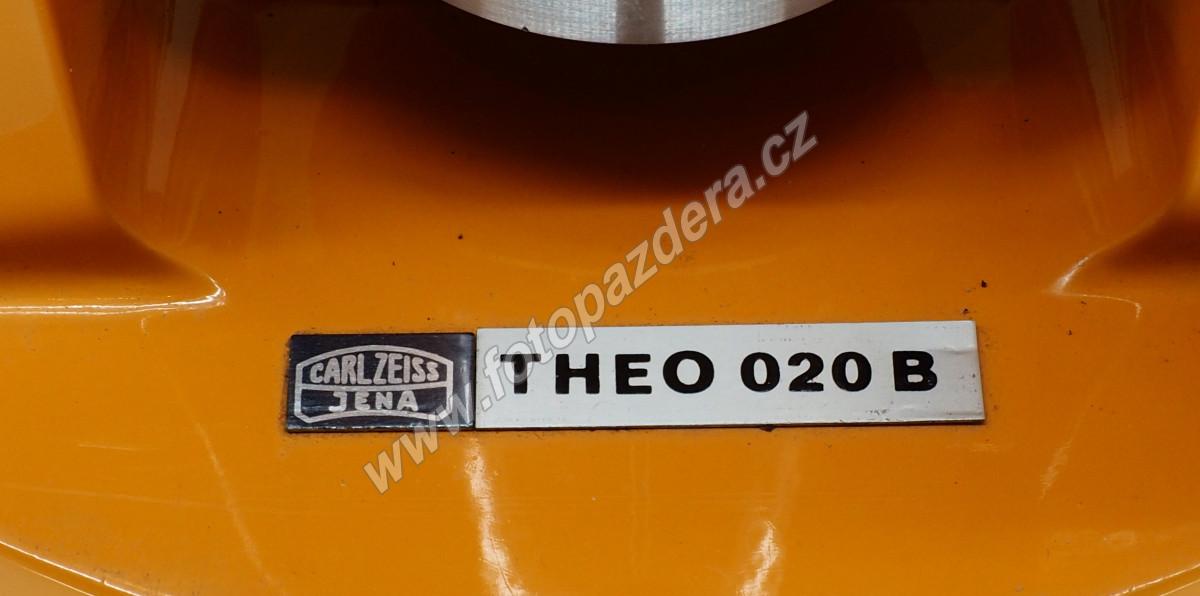 CARL ZEISS
JENA
THEO 020 B
www.fotopazdera.cz